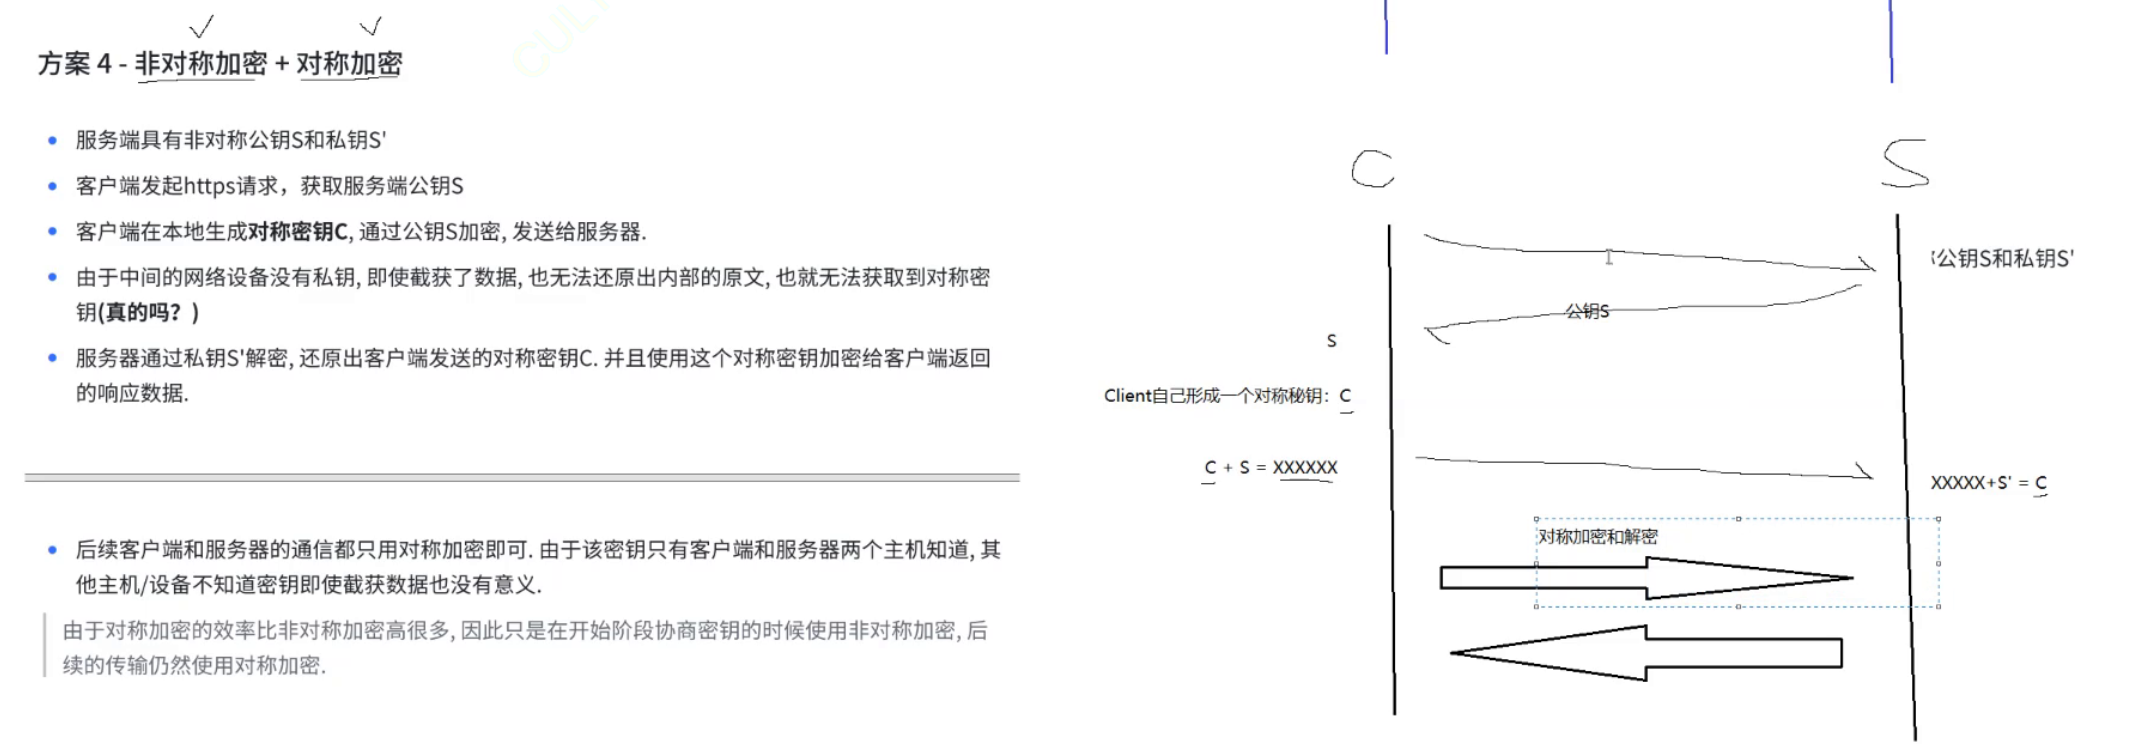 方案 4 - 非对称加密 + 对称加密
服务端具有非对称公钥S和私钥S'
客户端发起https请求，获取服务端公钥S
客户端在本地生成对称密钥C, 通过公钥S加密, 发送给服务器.
由于中间的网络设备没有私钥, 即使截获了数据, 也无法还原出内部的原文, 也就无法获取到对称密
钥(真的吗？)
服务器通过私钥S'解密, 还原出客户端发送的对称密钥C. 并且使用这个对称密钥加密给客户端返回
的响应数据.
后续客户端和服务器的通信都只用对称加密即可. 由于该密钥只有客户端和服务器两个主机知道, 其
他主机/设备不知道密钥即使截获数据也没有意义.
由于对称加密的效率比非对称加密高很多, 因此只是在开始阶段协商密钥的时候使用非对称加密, 后
续的传输仍然使用对称加密.
C
S
公钥S和私钥S'
公钥S
S
Client自己形成一个对称秘钥：C
C + S = XXXXXX
XXXXX+S' = C
对称加密和解密